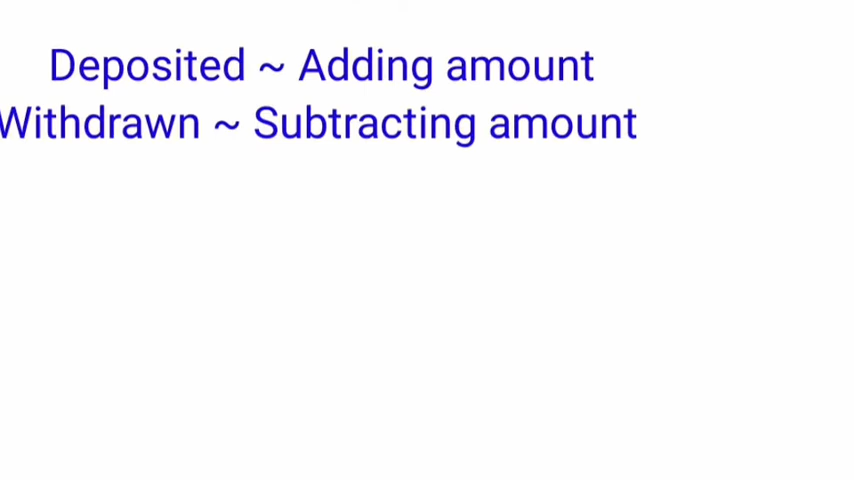 Deposited ~ Adding amount
Withdrawn ~ Subtracting amount